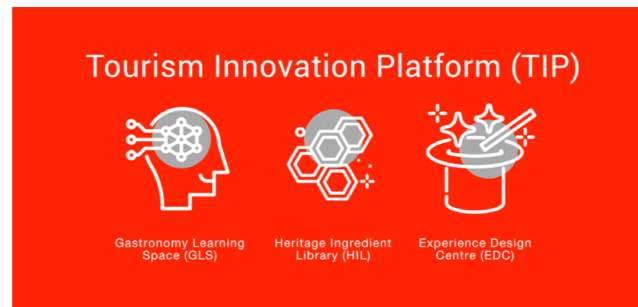 Tourism Innovation Platform (TIP)
Gastronomy Learning
Space (GLS)
Heritage Ingredient
Library (HIL)
Experience Design
Centre (EDC)